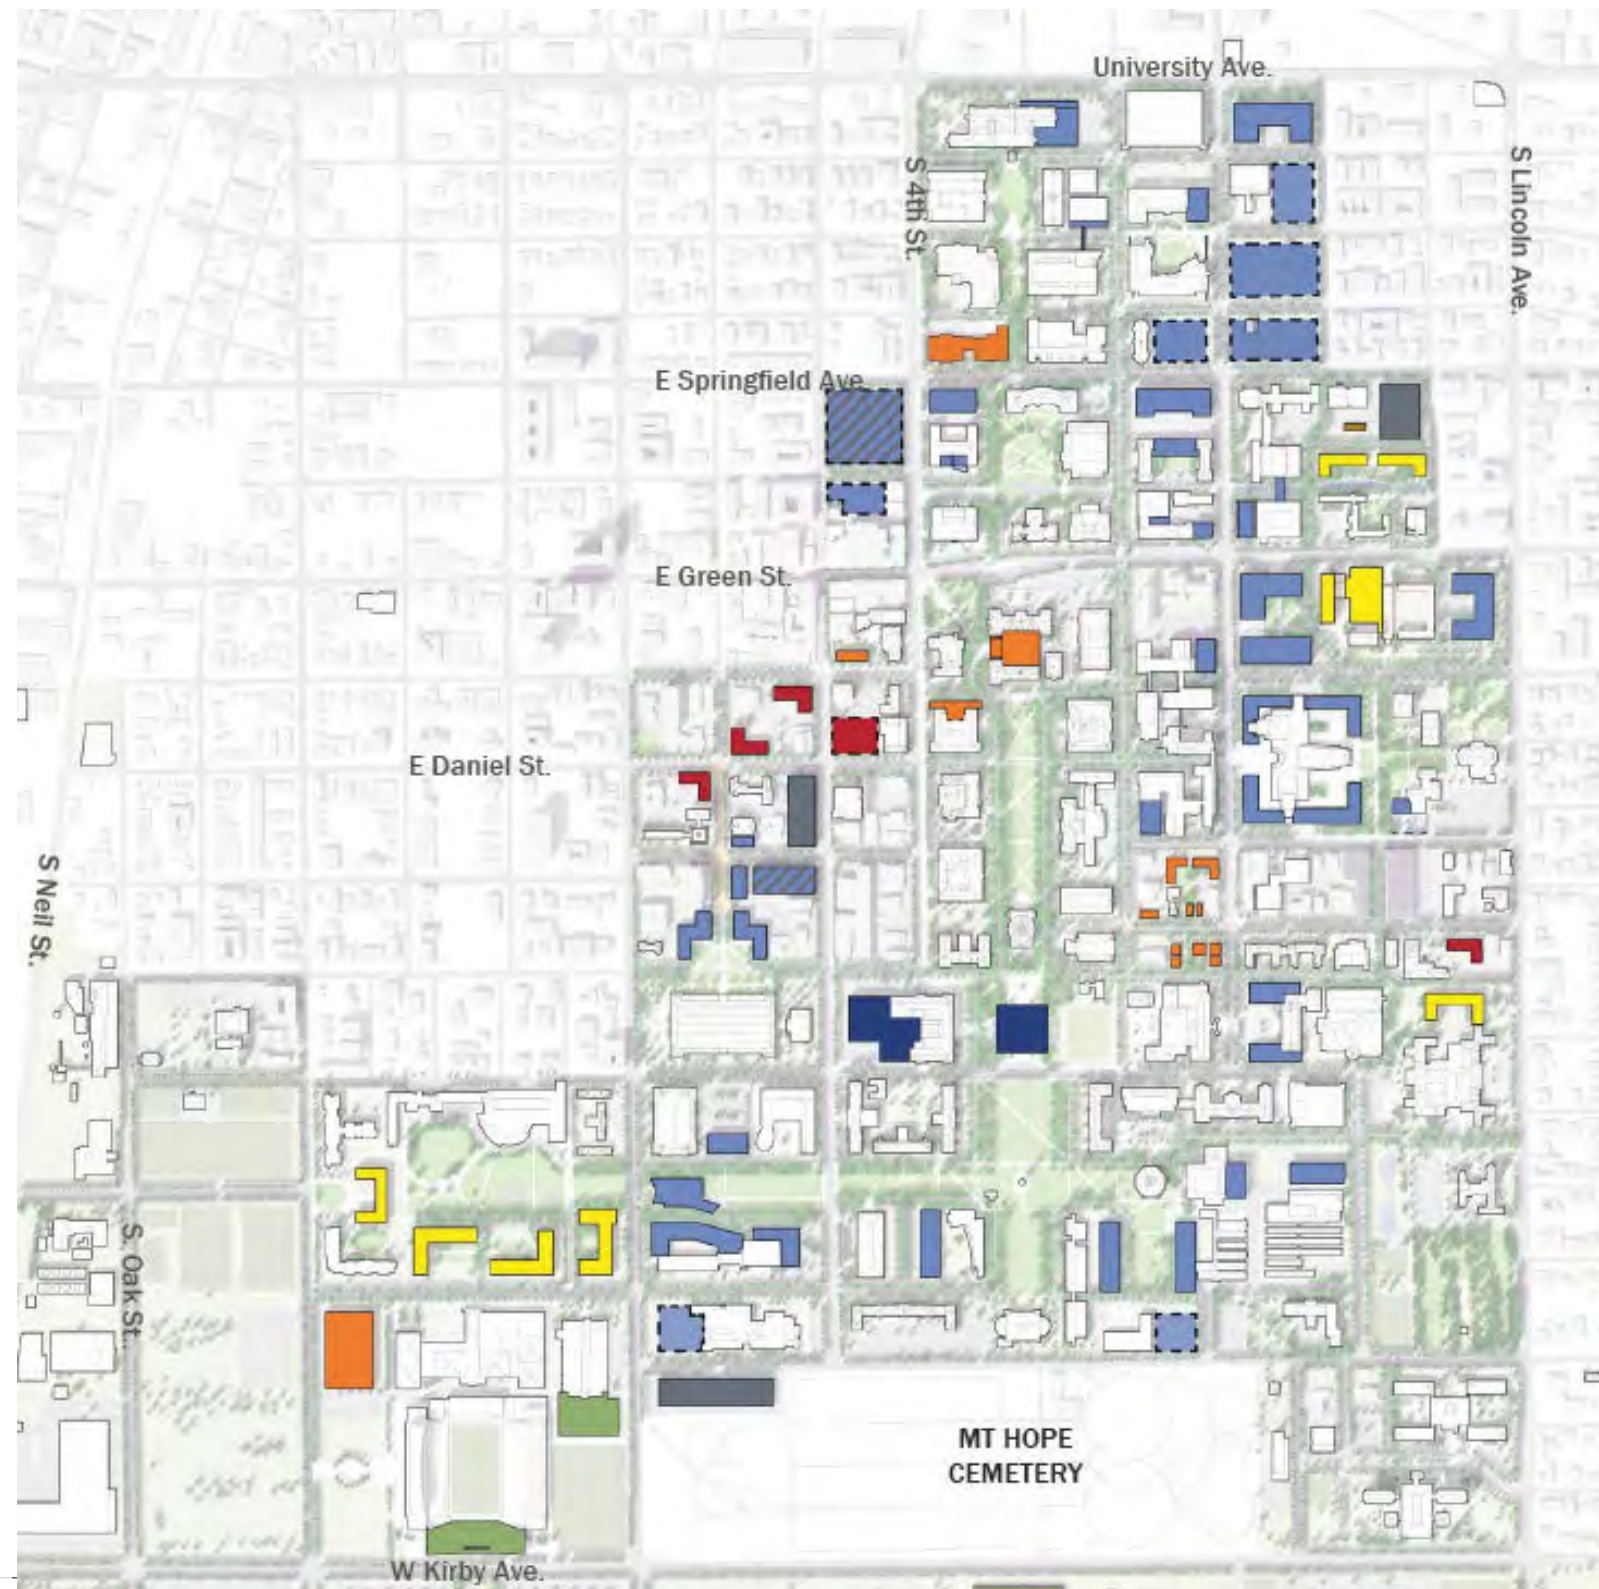 University Ave.
S 4th St.
S Lincoln Ave.
E Springfield Ave.
E Green St.
E Daniel St.
S Neil St.
S. Oak St.
MT HOPE
CEMETERY
W Kirby Ave.